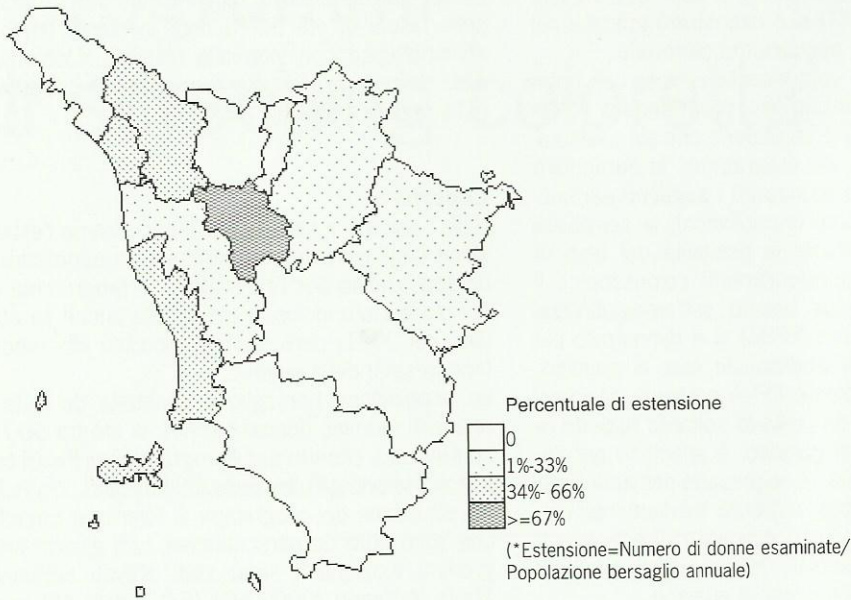 Percentuale di estensione
0
1%-33%
34%- 66%
>=67%
(*Estensione=Numero di donne esaminate/
Popolazione bersaglio annuale)